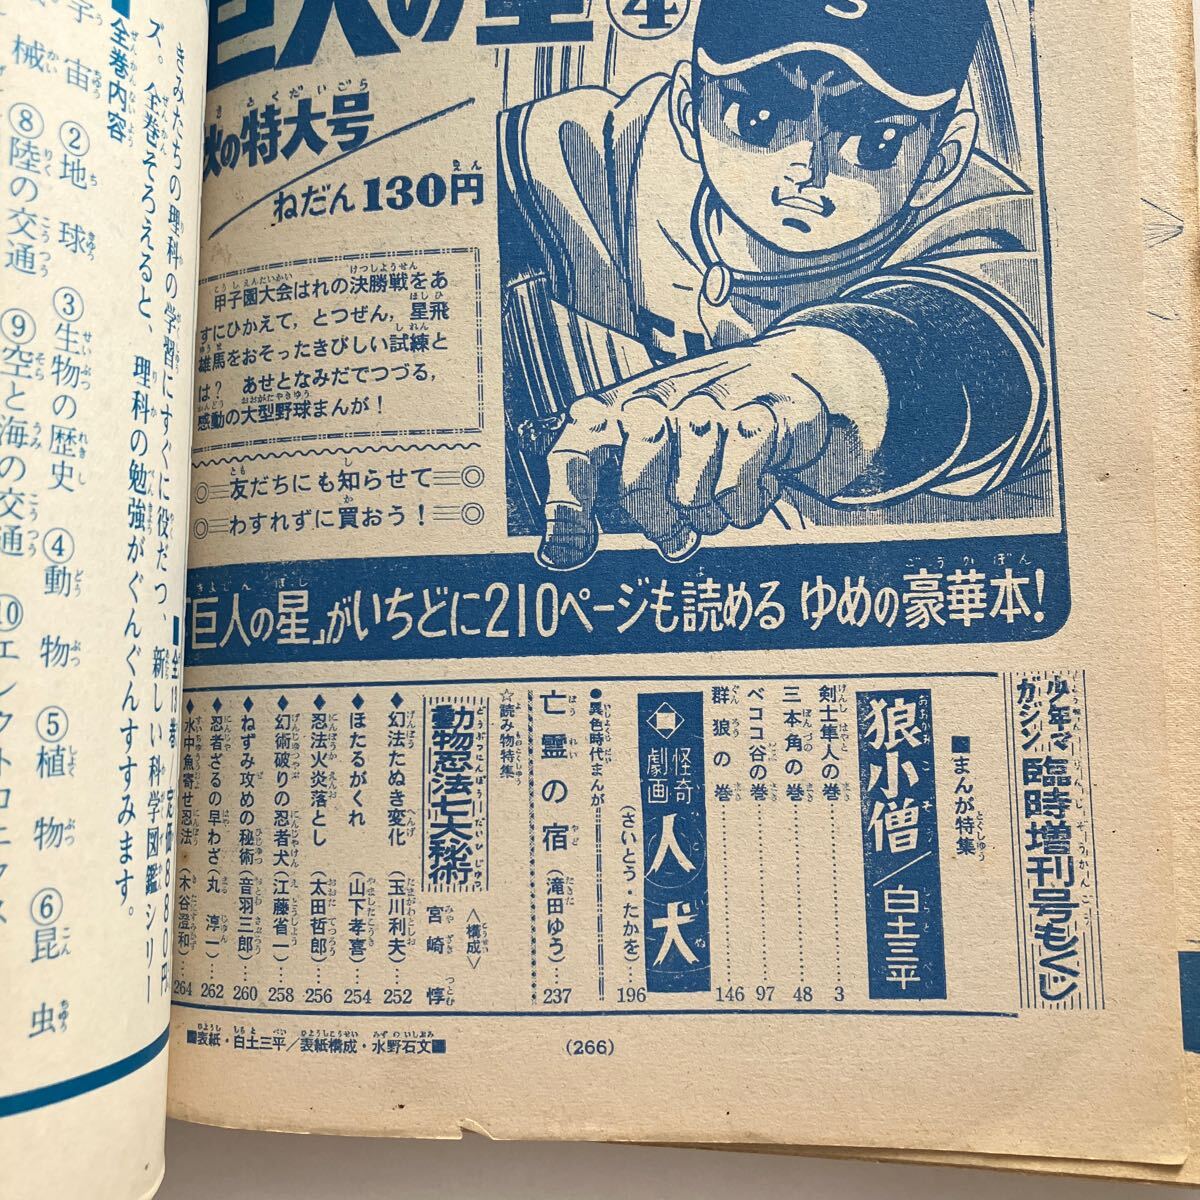 巨人の星④
秋の特大号
ねだん130円
甲子園大会はれの決勝戦をあ
すにひかえて，とつぜん，星飛
雄馬をおそったきびしい試練と
は？　あせとなみだでつづる，
感動の大型野球まんが！
友だちにも知らせて
わすれずに買おう！
「巨人の星」がいちどに210ページも読める ゆめの豪華本！
少年マガジン 臨時増刊号もくじ
■まんが特集
狼小僧／白土三平
剣士隼人の巻…3
三本角の巻…48
ベココ谷の巻…97
群狼の巻…146
怪奇劇画 人犬
（さいとう・たかを）…196
●異色時代まんが
亡霊の宿（滝田ゆう）…237
☆読み物特集
動物忍法七大秘術 〈構成〉宮崎惇
◆幻法たぬき変化（玉川利夫）…252
◆ほたるがくれ（山下孝喜）…254
◆忍法火炎落とし（太田哲郎）…256
◆幻術破りの忍者犬（江藤省一）…258
◆ねずみ攻めの秘術（音羽三郎）…260
◆忍者ざるの早わざ（丸淳一）…262
◆水中魚寄せ忍法（木谷澄和）…264
■表紙・白土三平／表紙構成・水野石文■
(266)
■全13巻 定価880円
きみたちの理科の学習にすぐに役だつ、新しい科学図鑑シリー
ズ。全巻そろえると、理科の勉強がぐんぐんすすみます。
■全巻内容
宇宙 ②地球 ③生物の歴史 ④動物 ⑤植物 ⑥昆虫
械 ⑧陸の交通 ⑨空と海の交通 ⑩エレクトロニクス